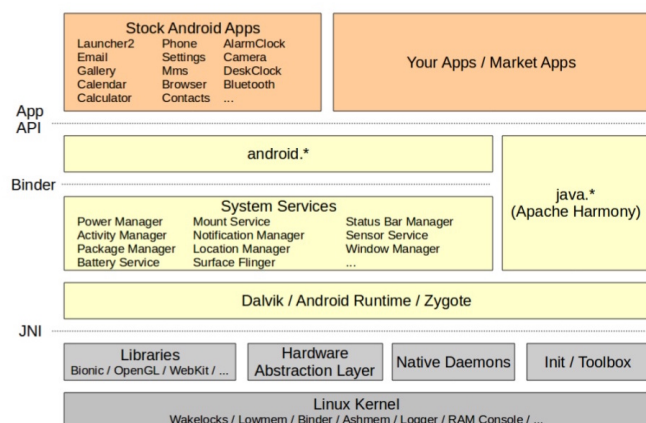 Stock Android Apps
Launcher2 Phone AlarmClock
Email Settings Camera
Gallery Mms DeskClock
Calendar Browser Bluetooth
Calculator Contacts ...
Your Apps / Market Apps
App
API
android.*
java.*
(Apache Harmony)
Binder
System Services
Power Manager Mount Service Status Bar Manager
Activity Manager Notification Manager Sensor Service
Package Manager Location Manager Window Manager
Battery Service Surface Flinger ...
Dalvik / Android Runtime / Zygote
JNI
Libraries
Bionic / OpenGL / WebKit / ...
Hardware
Abstraction Layer
Native Daemons
Init / Toolbox
Linux Kernel
Wakelocks / Lowmem / Binder / Ashmem / Logger / RAM Console / ...